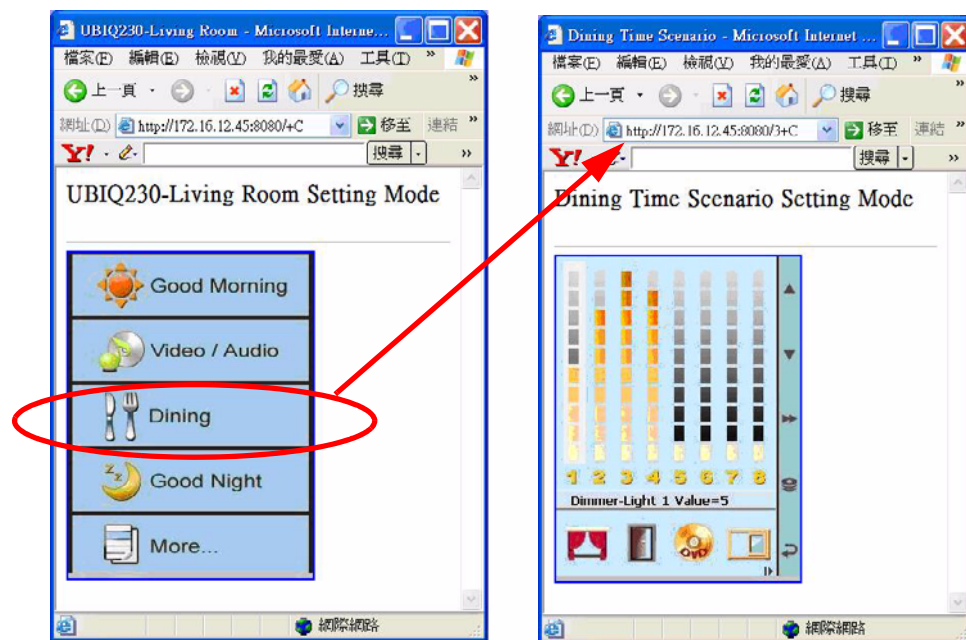 UBIQ230-Living Room - Microsoft Interne...
檔案(F) 編輯(E) 檢視(V) 我的最愛(A) 工具(T) »
上一頁 搜尋 »
網址(D) http://172.16.12.45:8080/+C 移至 連結 »
Y! 搜尋 »
UBIQ230-Living Room Setting Mode
Good Morning
Video / Audio
Dining
Good Night
More...
網際網路
Dining Time Scenario - Microsoft Internet ...
檔案(F) 編輯(E) 檢視(V) 我的最愛(A) 工具(T) »
上一頁 搜尋 »
網址(D) http://172.16.12.45:8080/3+C 移至 連結 »
Y! 搜尋 »
Dining Time Scenario Setting Mode
1 2 3 4 5 6 7 8
Dimmer-Light 1 Value=5
DVD
網際網路